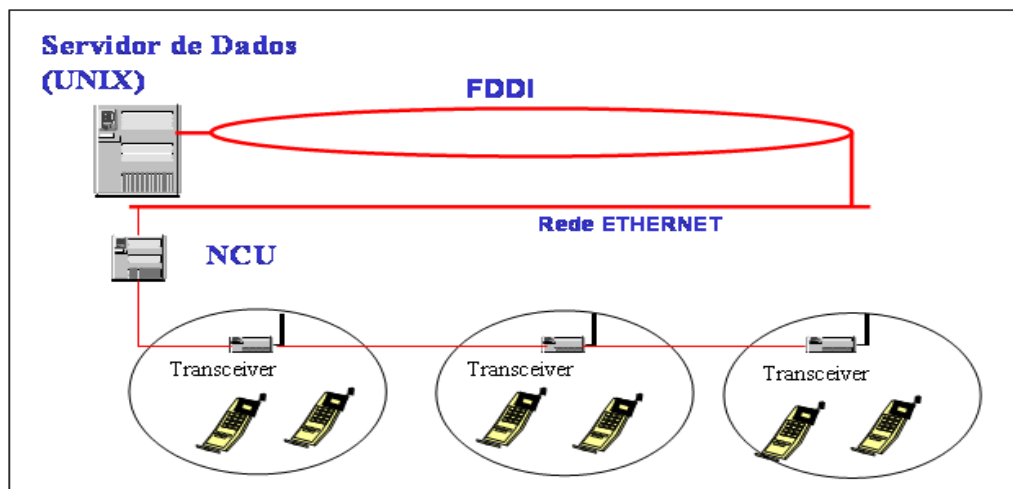 Servidor de Dados
(UNIX)
FDDI
Rede ETHERNET
NCU
Transceiver
Transceiver
Transceiver